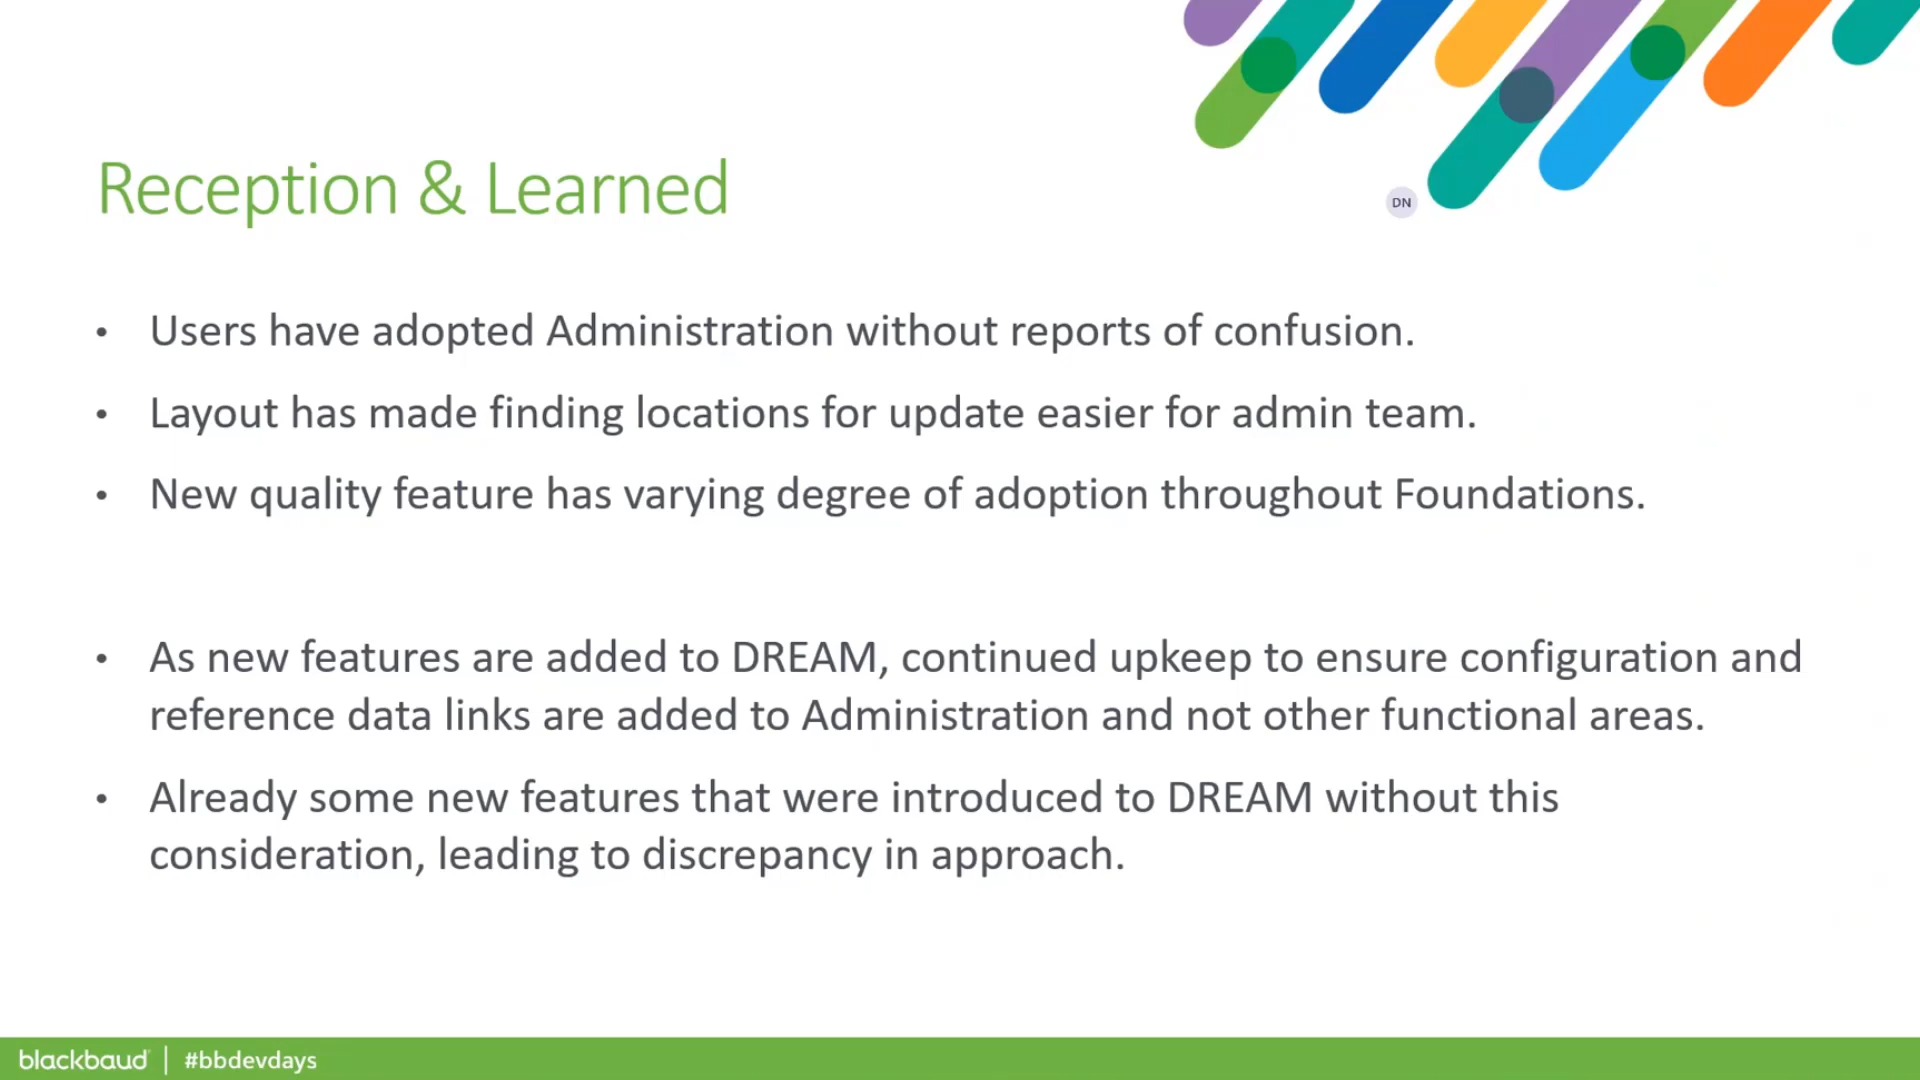 Reception & Learned
DN
• Users have adopted Administration without reports of confusion.
• Layout has made finding locations for update easier for admin team.
• New quality feature has varying degree of adoption throughout Foundations.
• As new features are added to DREAM, continued upkeep to ensure configuration and
reference data links are added to Administration and not other functional areas.
• Already some new features that were introduced to DREAM without this
consideration, leading to discrepancy in approach.
blackbaud | #bbdevdays